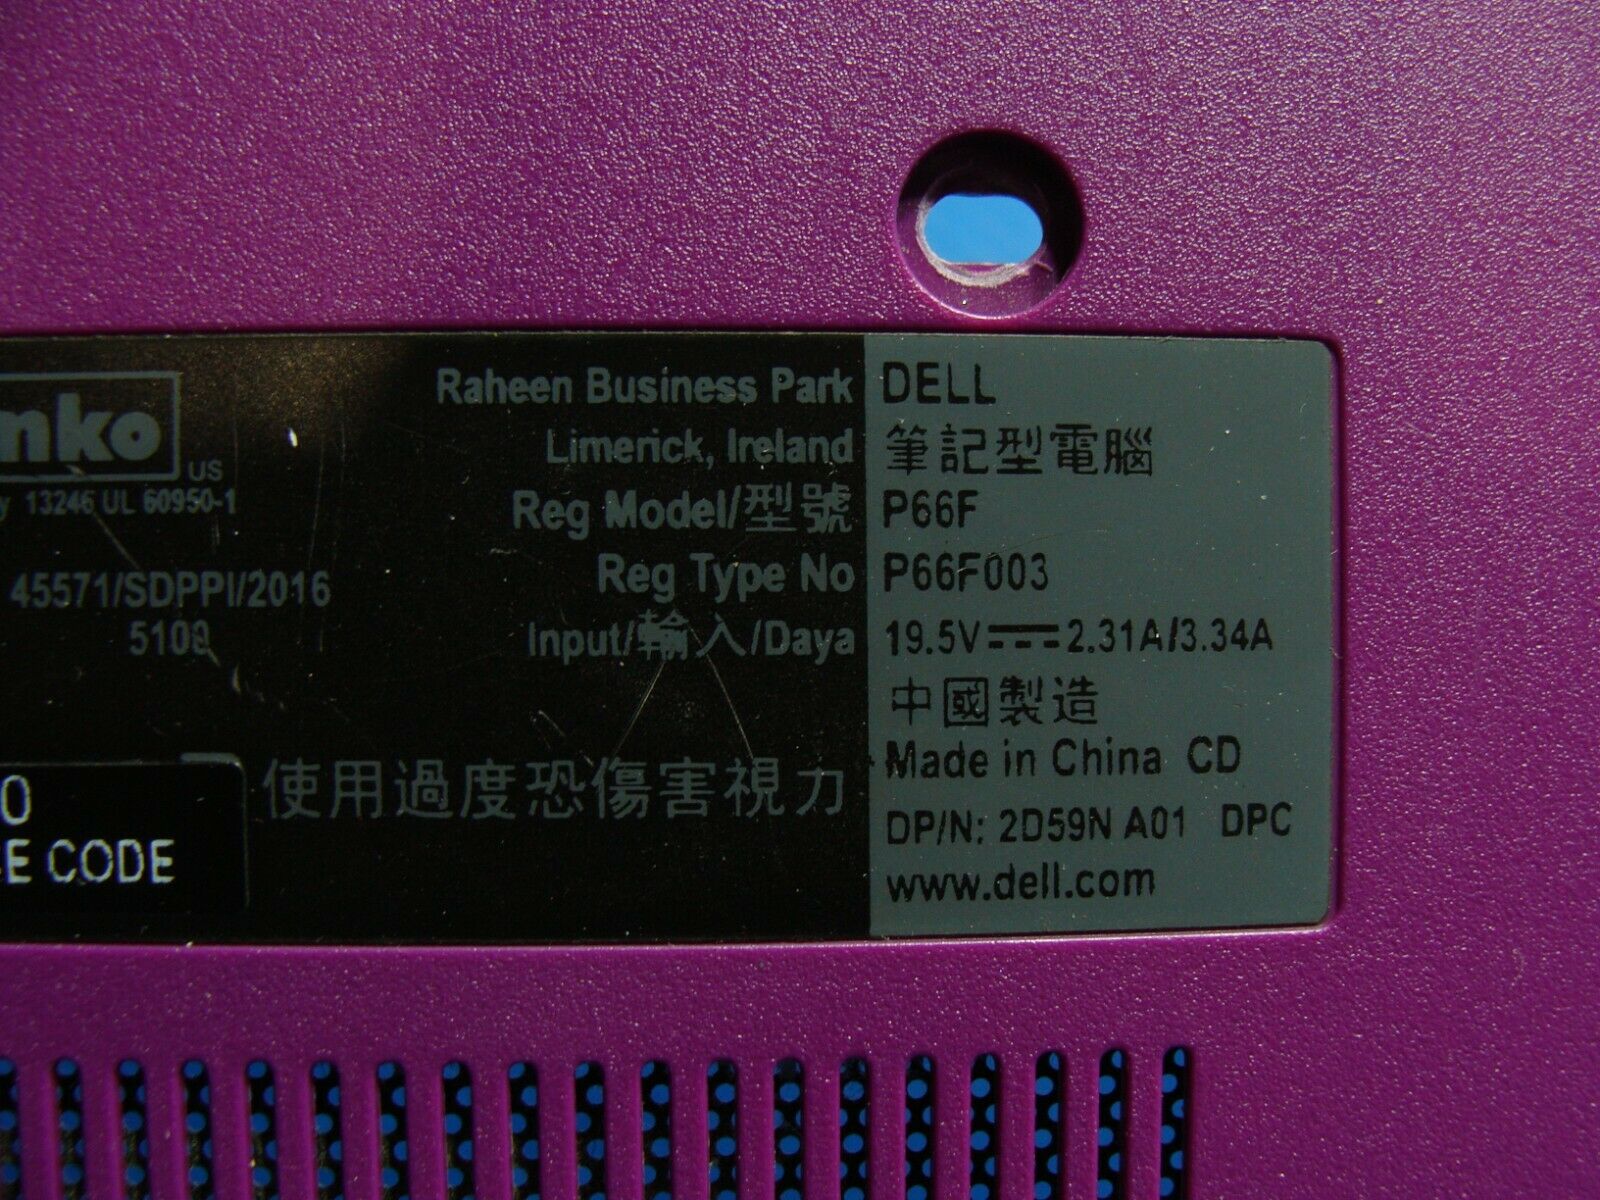 nko
US
y 13246 UL 60950-1
45571/SDPPI/2016
5100
0
CE CODE
Raheen Business Park
Limerick, Ireland
Reg Model/型號
Reg Type No
Input/輸入/Daya
使用過度恐傷害視力
DELL
筆記型電腦
P66F
P66F003
19.5V⎓2.31A/3.34A
中國製造
Made in China CD
DP/N: 2D59N A01 DPC
www.dell.com